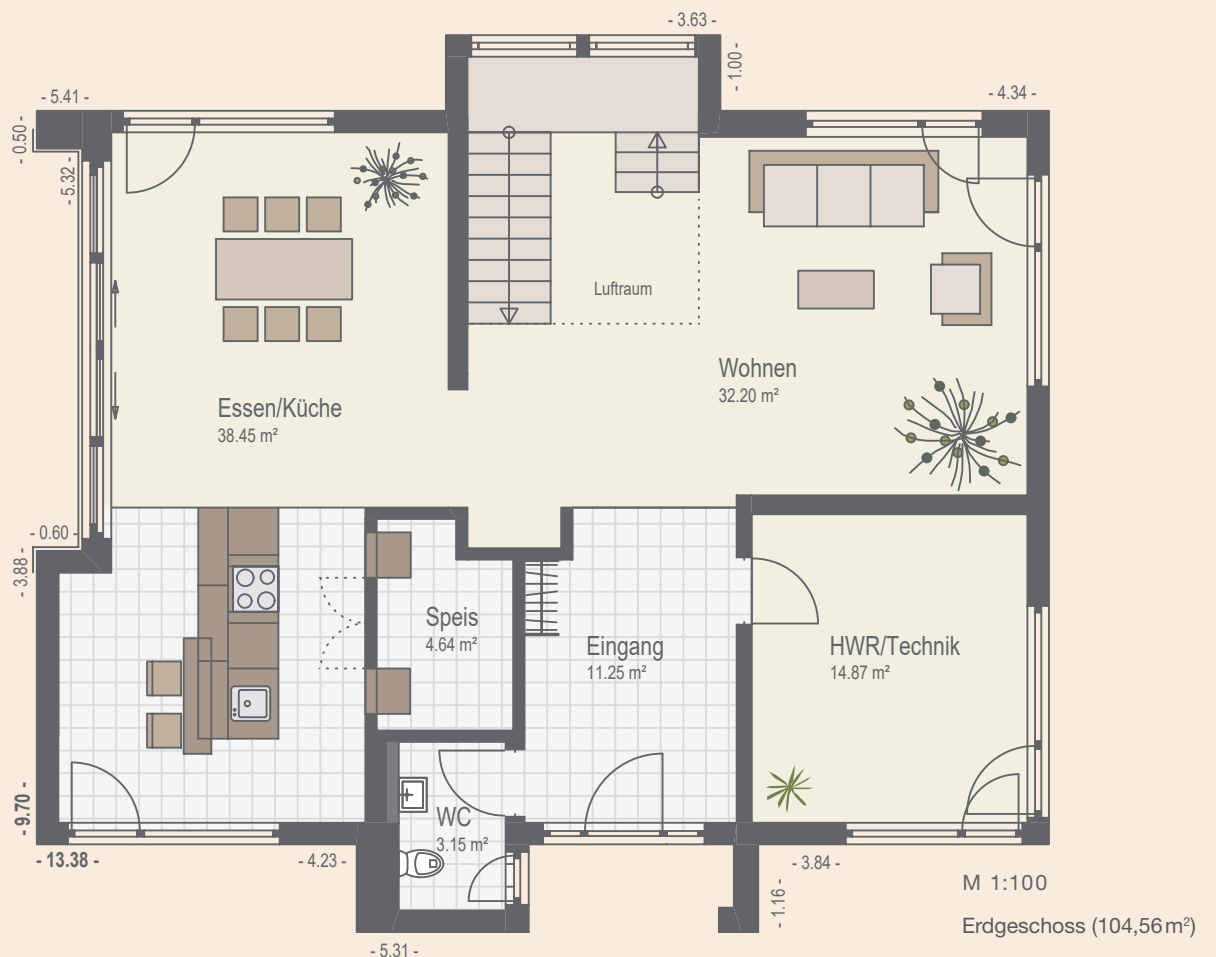 - 3.63 -
- 1.00 -
- 5.41 -
- 4.34 -
- 0.50 -
- 5.32 -
Luftraum
Wohnen
32.20 m²
Essen/Küche
38.45 m²
- 0.60 -
- 3.88 -
Speis
4.64 m²
Eingang
11.25 m²
HWR/Technik
14.87 m²
- 9.70 -
WC
3.15 m²
- 13.38 -
- 4.23 -
- 3.84 -
- 1.16 -
M 1:100
Erdgeschoss (104,56 m²)
- 5.31 -